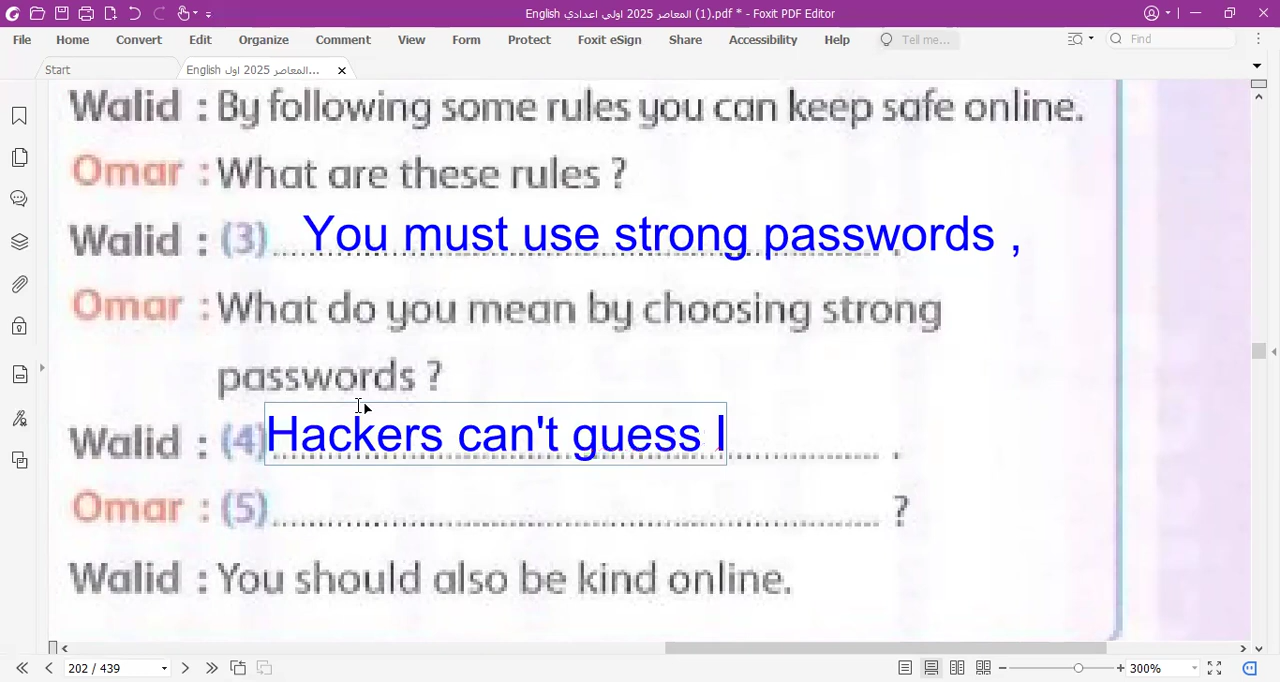 English المعاصر 2025 اولي اعدادي (1).pdf * - Foxit PDF Editor
File Home Convert Edit Organize Comment View Form Protect Foxit eSign Share Accessibility Help Tell me... Find
Start English المعاصر 2025 اول...
Walid : By following some rules you can keep safe online.
Omar : What are these rules ?
Walid : (3) You must use strong passwords ,
Omar : What do you mean by choosing strong
passwords ?
Walid : (4) Hackers can't guess I .
Omar : (5) ?
Walid : You should also be kind online.
202 / 439 300%